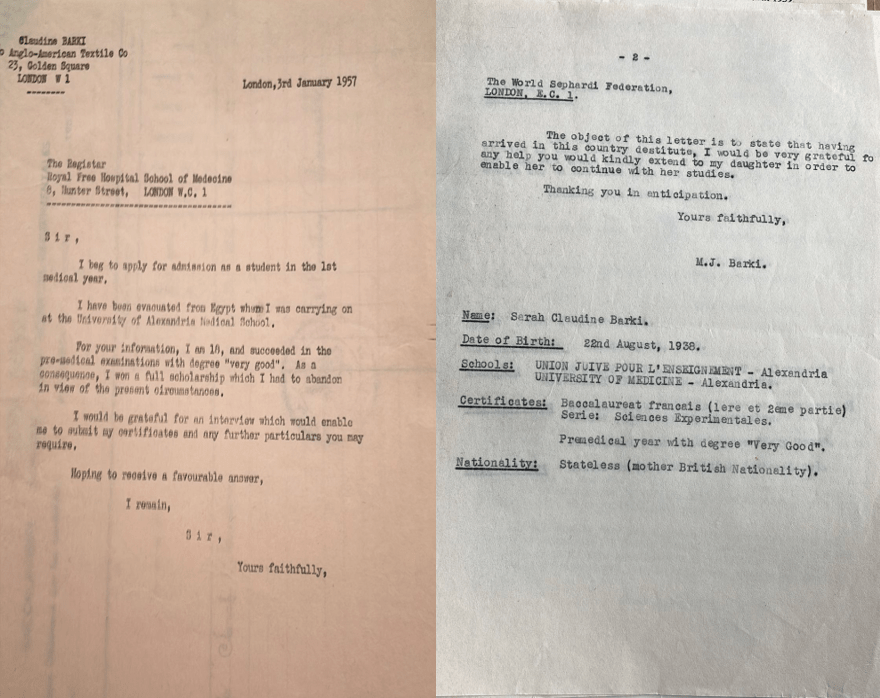 Claudine BARKI
Anglo-American Textile Co
23, Golden Square
LONDON W 1
London,3rd January 1957
The Registar
Royal Free Hospital School of Medecine
8, Hunter Street, LONDON W.C. 1
Sir,
I beg to apply for admission as a student in the 1st
medical year.
I have been evacuated from Egypt where I was carrying on
at the University of Alexandria Medical School.
For your information, I am 18, and succeeded in the
pre-medical examinations with degree "very good". As a
consequence, I won a full scholarship which I had to abandon
in view of the present circumstances.
I would be grateful for an interview which would enable
me to submit my certificates and any further particulars you may
require.
Hoping to receive a favourable answer,
I remain,
Sir,
Yours faithfully,
- 2 -
The World Sephardi Federation,
LONDON, E.C. 1.
The object of this letter is to state that having
arrived in this country destitute, I would be very grateful fo
any help you would kindly extend to my daughter in order to
enable her to continue with her studies.
Thanking you in anticipation.
Yours faithfully,
M.J. Barki.
Name: Sarah Claudine Barki.
Date of Birth: 22nd August, 1938.
Schools: UNION JUIVE POUR L'ENSEIGNEMENT - Alexandria
UNIVERSITY OF MEDICINE - Alexandria.
Certificates: Baccalaureat francais (1ere et 2eme partie)
Serie: Sciences Experimentales.
Premedical year with degree "Very Good".
Nationality: Stateless (mother British Nationality).